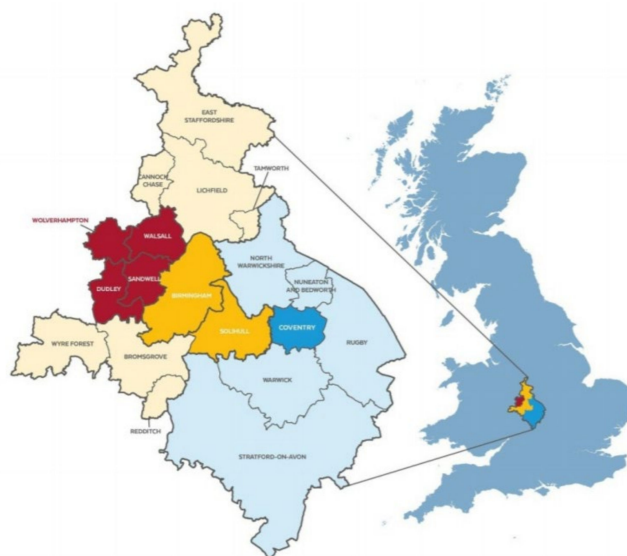 EAST
STAFFORDSHIRE
CANNOCK
CHASE
LICHFIELD
TAMWORTH
WOLVERHAMPTON
WALSALL
DUDLEY
SANDWELL
BIRMINGHAM
NORTH
WARWICKSHIRE
NUNEATON
AND BEDWORTH
SOLIHULL
COVENTRY
RUGBY
WYRE FOREST
BROMSGROVE
WARWICK
REDDITCH
STRATFORD-ON-AVON